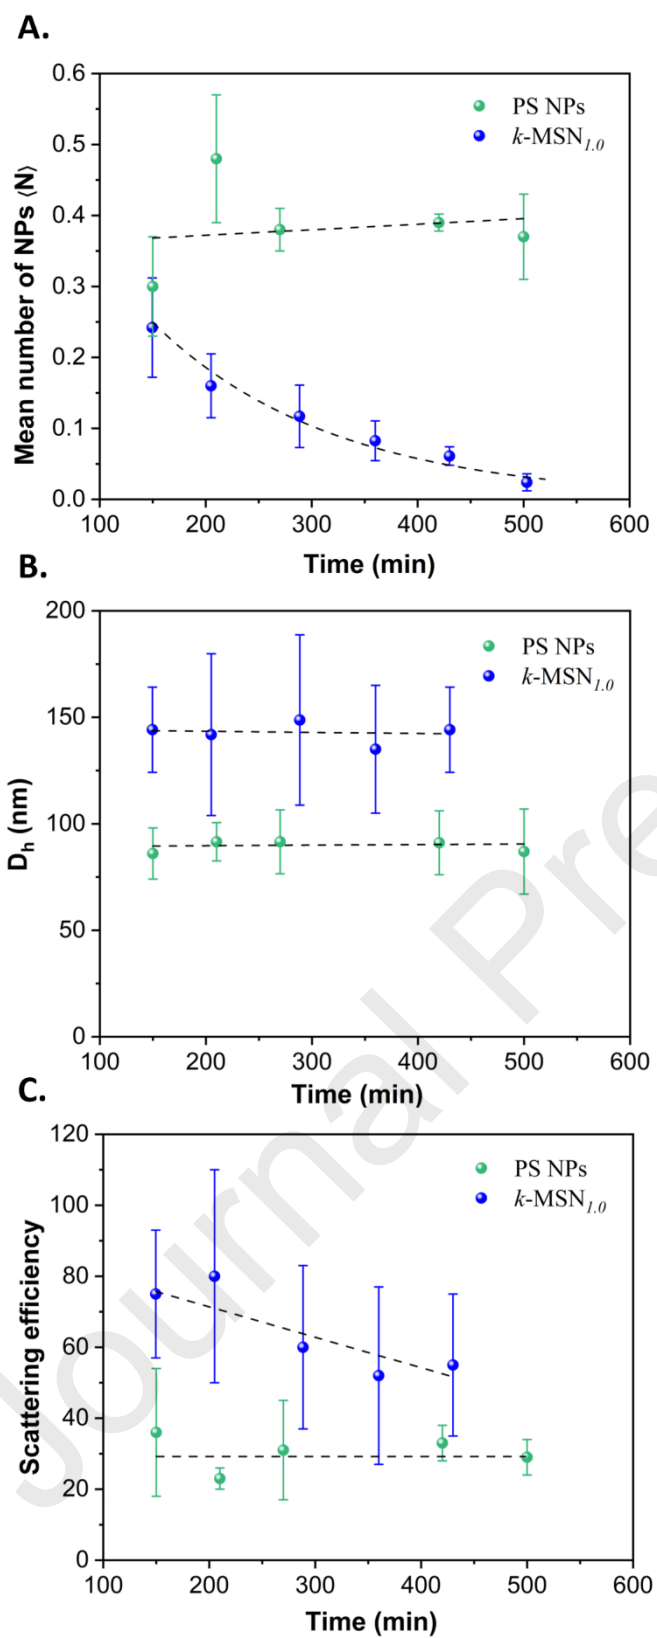 A.
0.6
0.5
0.4
0.3
0.2
0.1
0.0
Mean number of NPs ⟨N⟩
PS NPs
k-MSN1.0
100 200 300 400 500 600
Time (min)
B.
200
150
100
50
0
Dh (nm)
PS NPs
k-MSN1.0
100 200 300 400 500 600
Time (min)
C.
120
100
80
60
40
20
0
Scattering efficiency
PS NPs
k-MSN1.0
100 200 300 400 500 600
Time (min)
Journal Pre